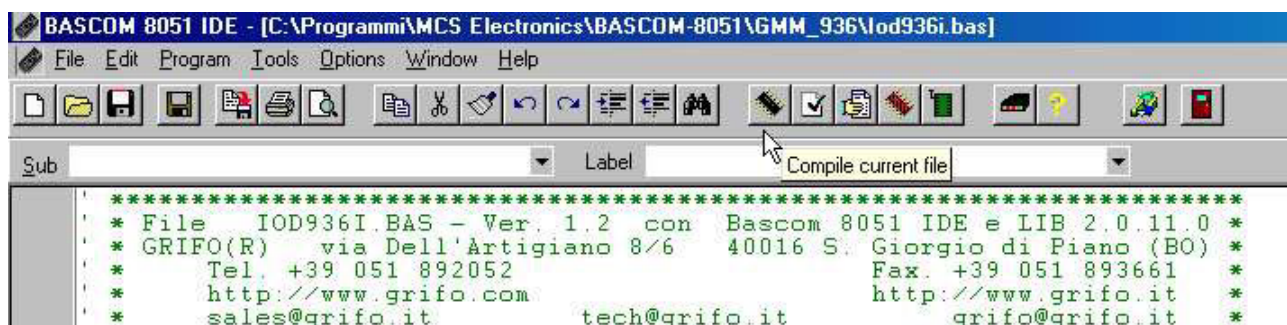 BASCOM 8051 IDE - [C:\Programmi\MCS Electronics\BASCOM-8051\GMM_936\Iod936i.bas]
File Edit Program Tools Options Window Help
Sub Label Compile current file
' *********************************************************************
' * File IOD936I.BAS – Ver. 1.2 con Bascom 8051 IDE e LIB 2.0.11.0 *
' * GRIFO(R) via Dell'Artigiano 8/6 40016 S. Giorgio di Piano (BO) *
' * Tel. +39 051 892052 Fax. +39 051 893661 *
' * http://www.grifo.com http://www.grifo.it *
' * sales@grifo.it tech@grifo.it grifo@grifo.it *